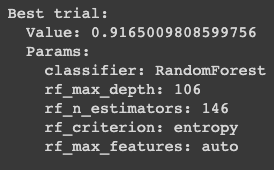 Best trial:
Value: 0.9165009808599756
Params:
classifier: RandomForest
rf_max_depth: 106
rf_n_estimators: 146
rf_criterion: entropy
rf_max_features: auto